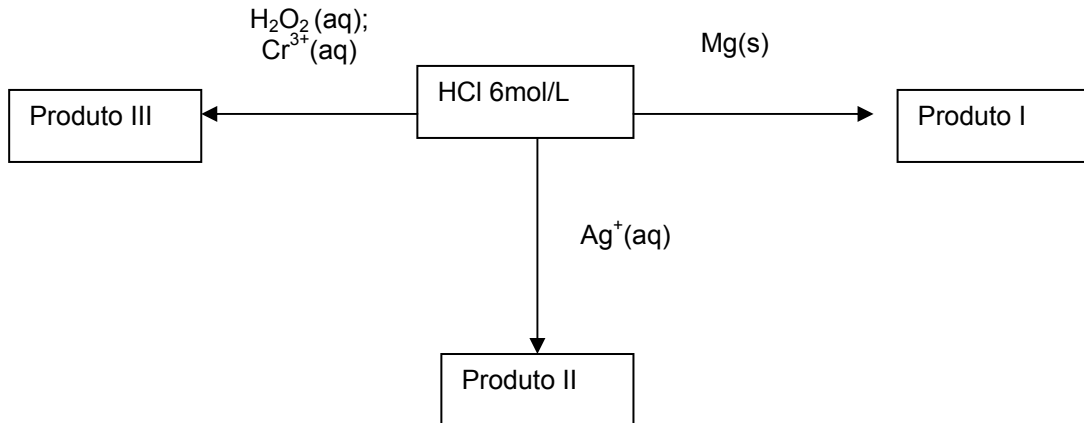 H₂O₂ (aq);
Cr³⁺(aq)
Mg(s)
HCl 6mol/L
Produto III
Produto I
Ag⁺(aq)
Produto II